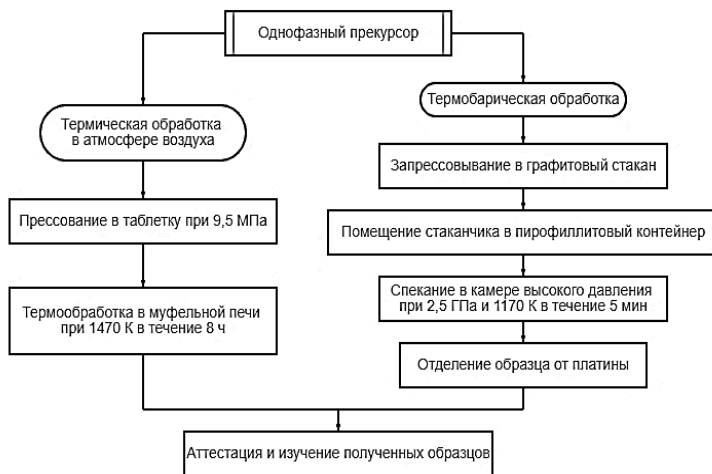 Однофазный прекурсор
Термическая обработка
в атмосфере воздуха
Прессование в таблетку при 9,5 МПа
Термообработка в муфельной печи
при 1470 К в течение 8 ч
Термобарическая обработка
Запрессовывание в графитовый стакан
Помещение стаканчика в пирофиллитовый контейнер
Спекание в камере высокого давления
при 2,5 ГПа и 1170 К в течение 5 мин
Отделение образца от платины
Аттестация и изучение полученных образцов